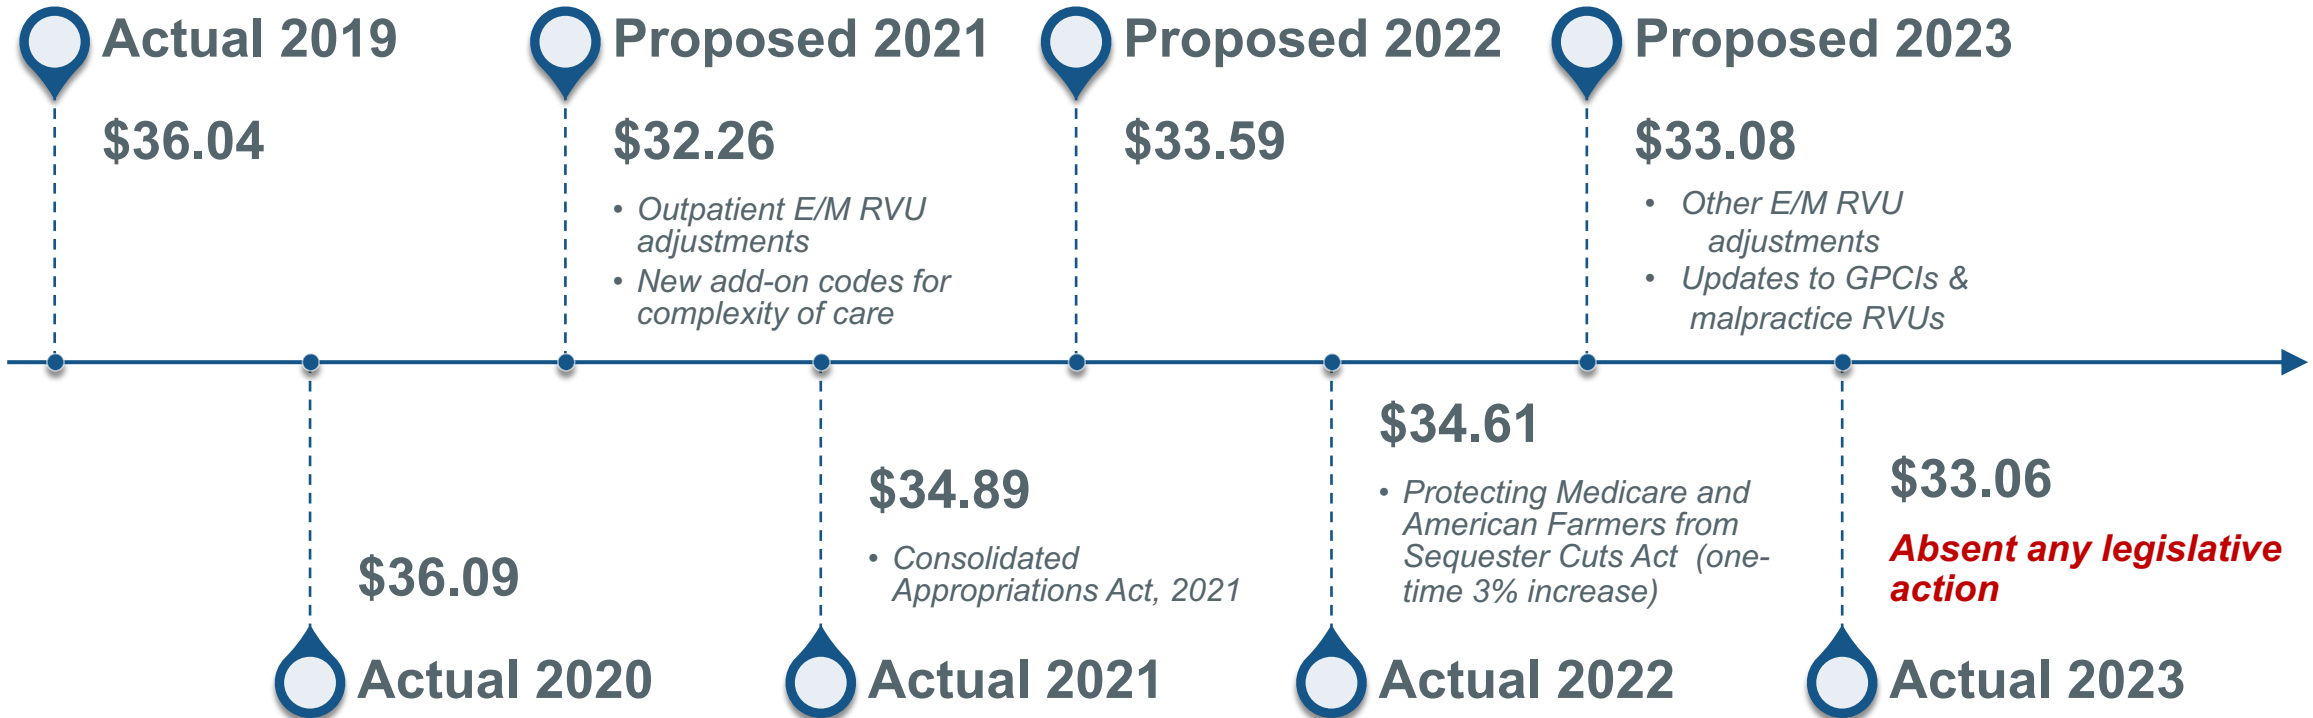 Actual 2019
$36.04
Proposed 2021
$32.26
• Outpatient E/M RVU
adjustments
• New add-on codes for
complexity of care
Proposed 2022
$33.59
Proposed 2023
$33.08
• Other E/M RVU
adjustments
• Updates to GPCIs &
malpractice RVUs
$36.09
Actual 2020
$34.89
• Consolidated
Appropriations Act, 2021
Actual 2021
$34.61
• Protecting Medicare and
American Farmers from
Sequester Cuts Act (one-
time 3% increase)
Actual 2022
$33.06
Absent any legislative
action
Actual 2023